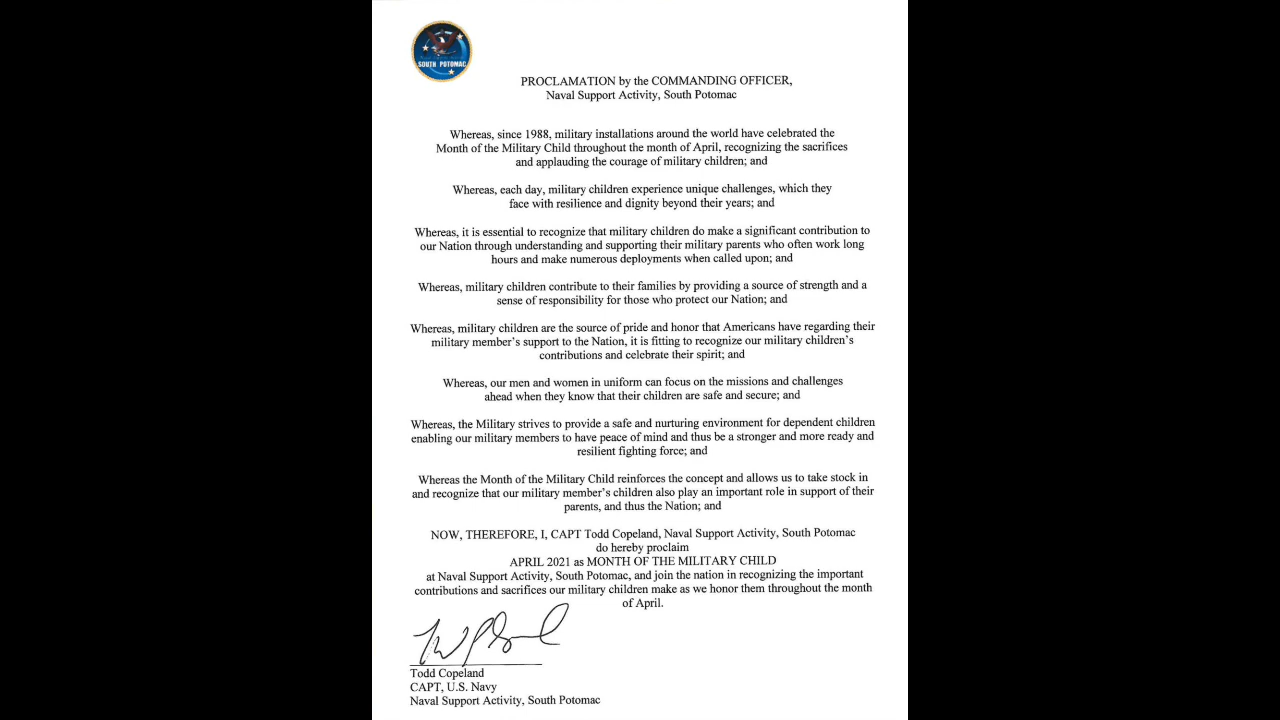 SOUTH POTOMAC
PROCLAMATION by the COMMANDING OFFICER,
Naval Support Activity, South Potomac
Whereas, since 1988, military installations around the world have celebrated the
Month of the Military Child throughout the month of April, recognizing the sacrifices
and applauding the courage of military children; and
Whereas, each day, military children experience unique challenges, which they
face with resilience and dignity beyond their years; and
Whereas, it is essential to recognize that military children do make a significant contribution to
our Nation through understanding and supporting their military parents who often work long
hours and make numerous deployments when called upon; and
Whereas, military children contribute to their families by providing a source of strength and a
sense of responsibility for those who protect our Nation; and
Whereas, military children are the source of pride and honor that Americans have regarding their
military member's support to the Nation, it is fitting to recognize our military children's
contributions and celebrate their spirit; and
Whereas, our men and women in uniform can focus on the missions and challenges
ahead when they know that their children are safe and secure; and
Whereas, the Military strives to provide a safe and nurturing environment for dependent children
enabling our military members to have peace of mind and thus be a stronger and more ready and
resilient fighting force; and
Whereas the Month of the Military Child reinforces the concept and allows us to take stock in
and recognize that our military member's children also play an important role in support of their
parents, and thus the Nation; and
NOW, THEREFORE, I, CAPT Todd Copeland, Naval Support Activity, South Potomac
do hereby proclaim
APRIL 2021 as MONTH OF THE MILITARY CHILD
at Naval Support Activity, South Potomac, and join the nation in recognizing the important
contributions and sacrifices our military children make as we honor them throughout the month
of April.
Todd Copeland
CAPT, U.S. Navy
Naval Support Activity, South Potomac